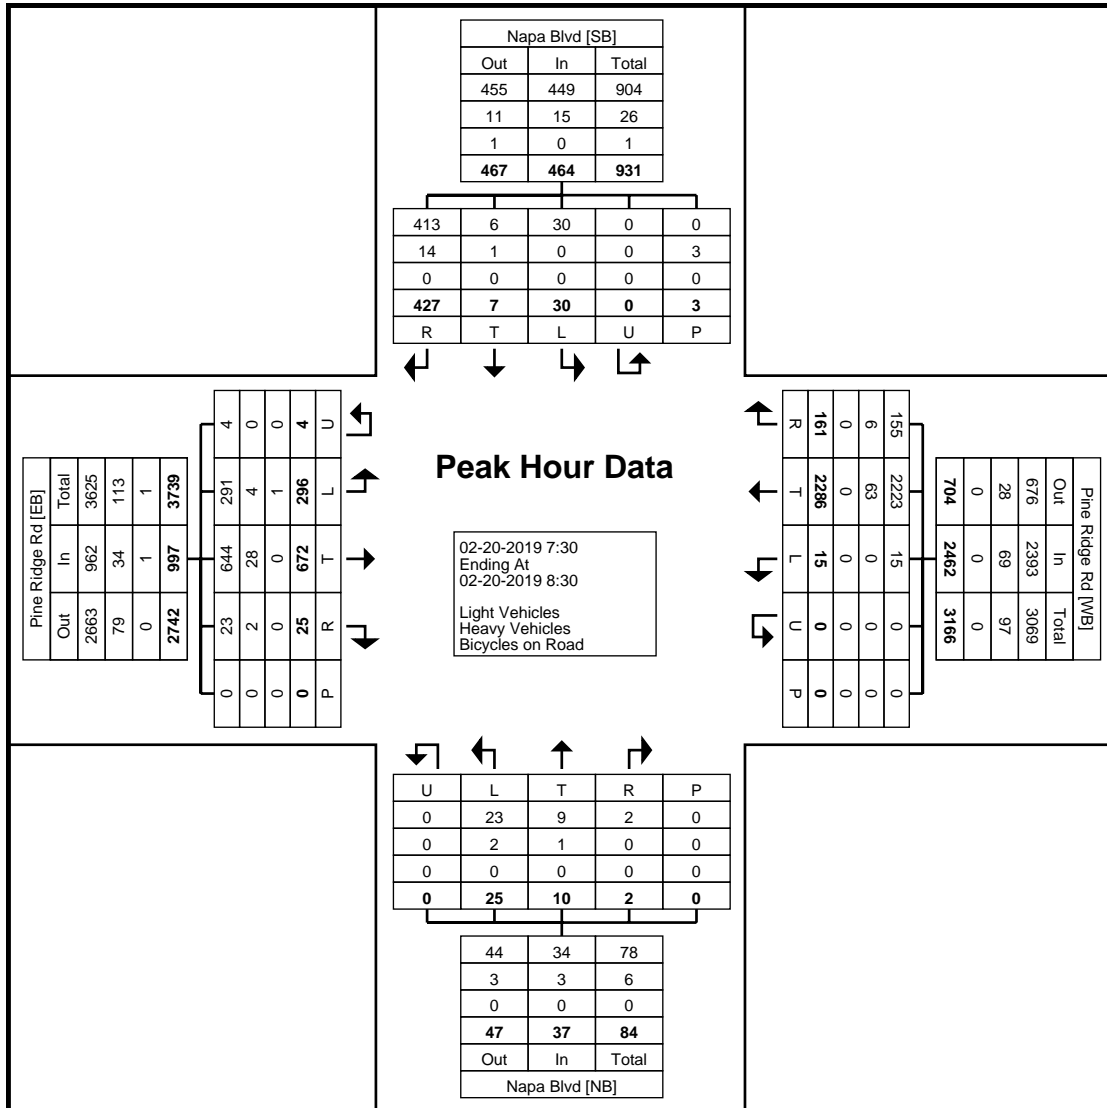 Napa Blvd [SB]
Out In Total
455 449 904
11 15 26
1 0 1
467 464 931
413 6 30 0 0
14 1 0 0 3
0 0 0 0 0
427 7 30 0 3
R T L U P
Pine Ridge Rd [EB]
Total In Out
3625 962 2663
113 34 79
1 1 0
3739 997 2742
4 291 644 23 0
0 4 28 2 0
0 1 0 0 0
4 296 672 25 0
U L T R P
Peak Hour Data
02-20-2019 7:30
Ending At
02-20-2019 8:30
Light Vehicles
Heavy Vehicles
Bicycles on Road
R T L U P
161 2286 15 0 0
0 0 0 0 0
6 63 0 0 0
155 2223 15 0 0
704 2462 3166
0 0 0
28 69 97
676 2393 3069
Out In Total
Pine Ridge Rd [WB]
U L T R P
0 23 9 2 0
0 2 1 0 0
0 0 0 0 0
0 25 10 2 0
44 34 78
3 3 6
0 0 0
47 37 84
Out In Total
Napa Blvd [NB]